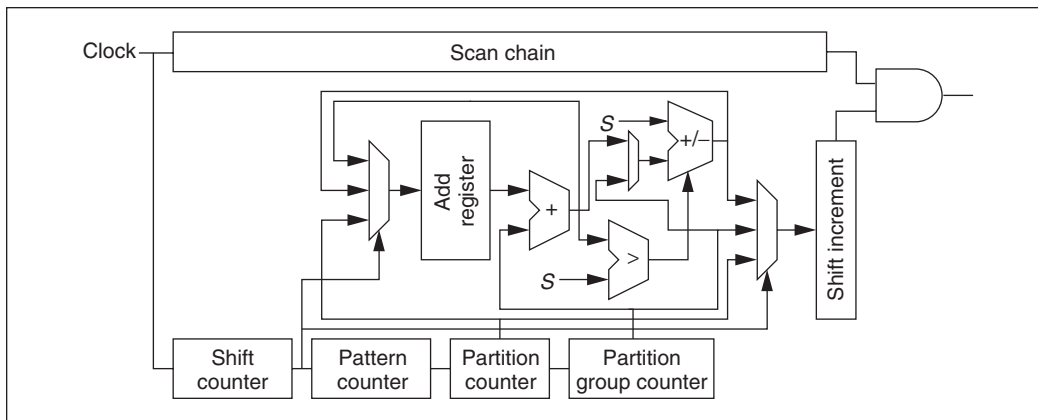 Clock
Scan chain
S
+/−
Add
register
+
>
S
Shift increment
Shift
counter
Pattern
counter
Partition
counter
Partition
group counter